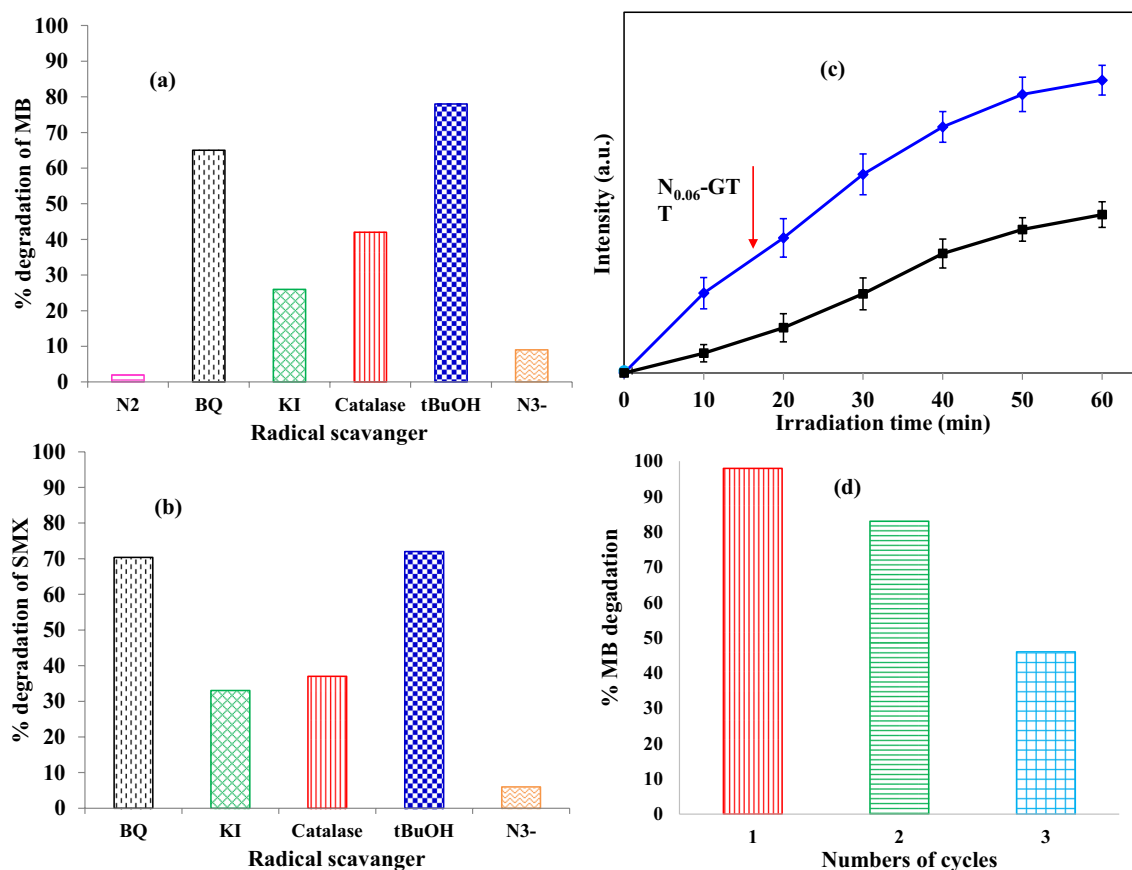 % degradation of MB
100
90
80
70
60
50
40
30
20
10
0
(a)
N2 BQ KI Catalase tBuOH N3-
Radical scavanger
Intensity (a.u.)
(c)
N0.06-GT
T
0 10 20 30 40 50 60
Irradiation time (min)
% degradation of SMX
100
90
80
70
60
50
40
30
20
10
0
(b)
BQ KI Catalase tBuOH N3-
Radical scavanger
% MB degadation
100
90
80
70
60
50
40
30
20
10
0
(d)
1 2 3
Numbers of cycles